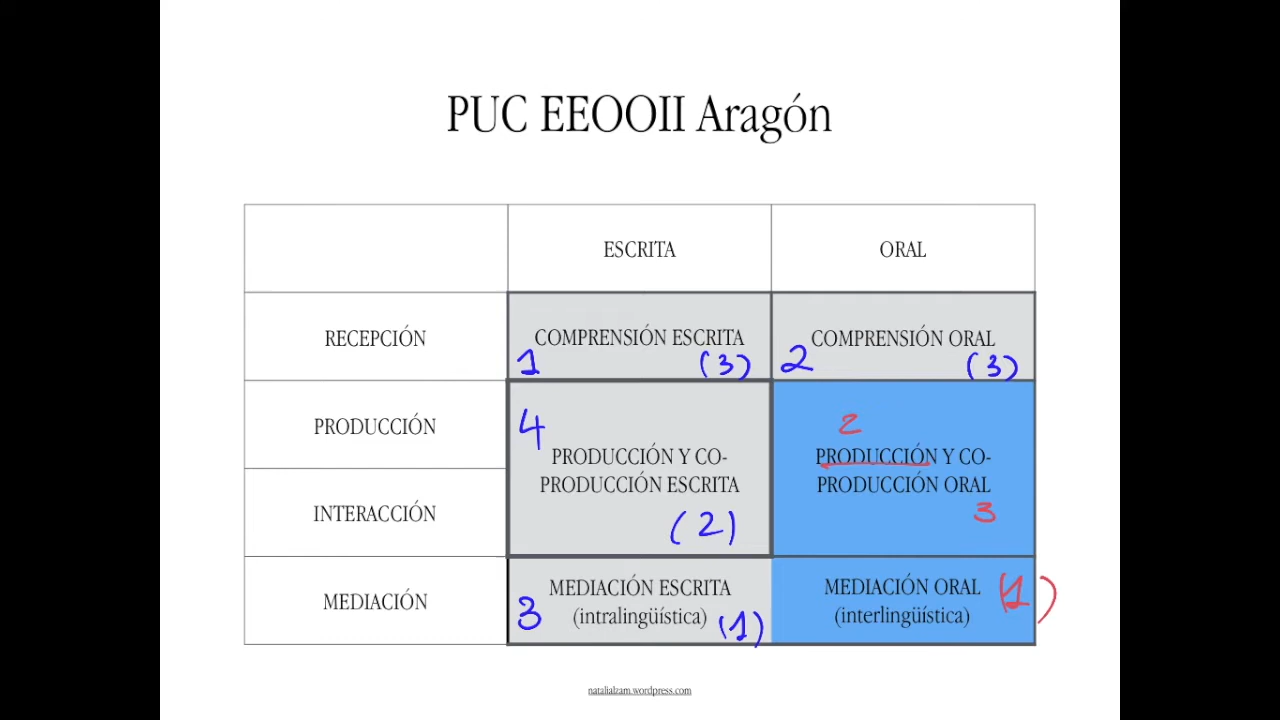 PUC EEOOII Aragón
ESCRITA
ORAL
RECEPCIÓN
COMPRENSIÓN ESCRITA
1
(3)
COMPRENSIÓN ORAL
2
(3)
PRODUCCIÓN
INTERACCIÓN
4
PRODUCCIÓN Y CO-
PRODUCCIÓN ESCRITA
(2)
2
PRODUCCIÓN Y CO-
PRODUCCIÓN ORAL
3
MEDIACIÓN
MEDIACIÓN ESCRITA
3
(intralingüística)
(1)
MEDIACIÓN ORAL
(1)
(interlingüística)
natalialzam.wordpress.com